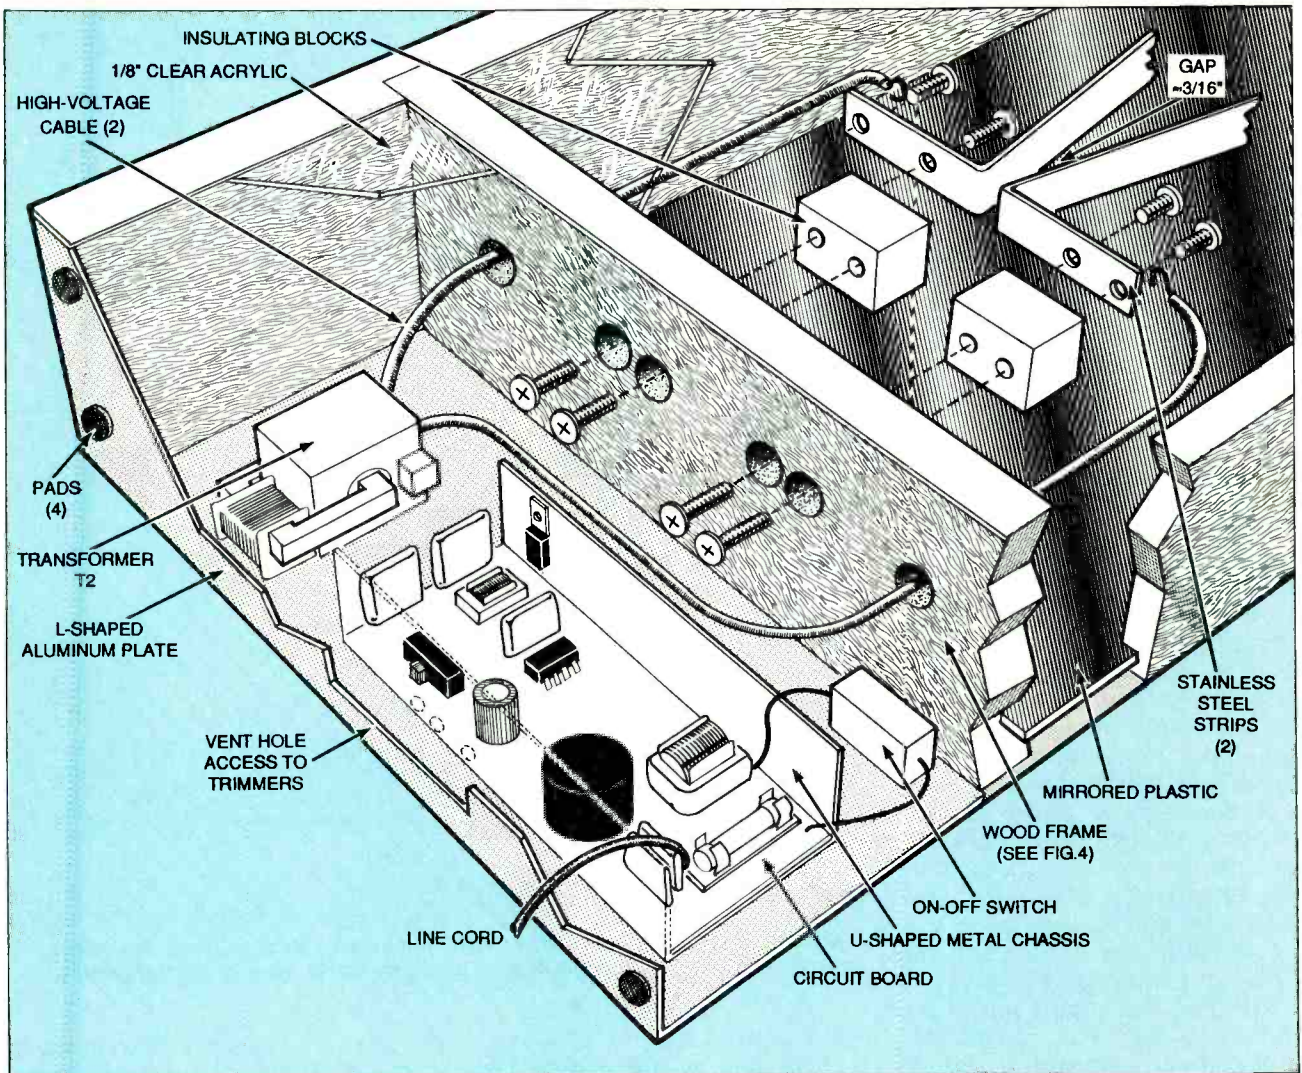 INSULATING BLOCKS
1/8" CLEAR ACRYLIC
HIGH-VOLTAGE
CABLE (2)
GAP
≈3/16"
PADS
(4)
TRANSFORMER
T2
L-SHAPED
ALUMINUM PLATE
VENT HOLE
ACCESS TO
TRIMMERS
LINE CORD
STAINLESS
STEEL
STRIPS
(2)
MIRRORED PLASTIC
WOOD FRAME
(SEE FIG.4)
ON-OFF SWITCH
U-SHAPED METAL CHASSIS
CIRCUIT BOARD